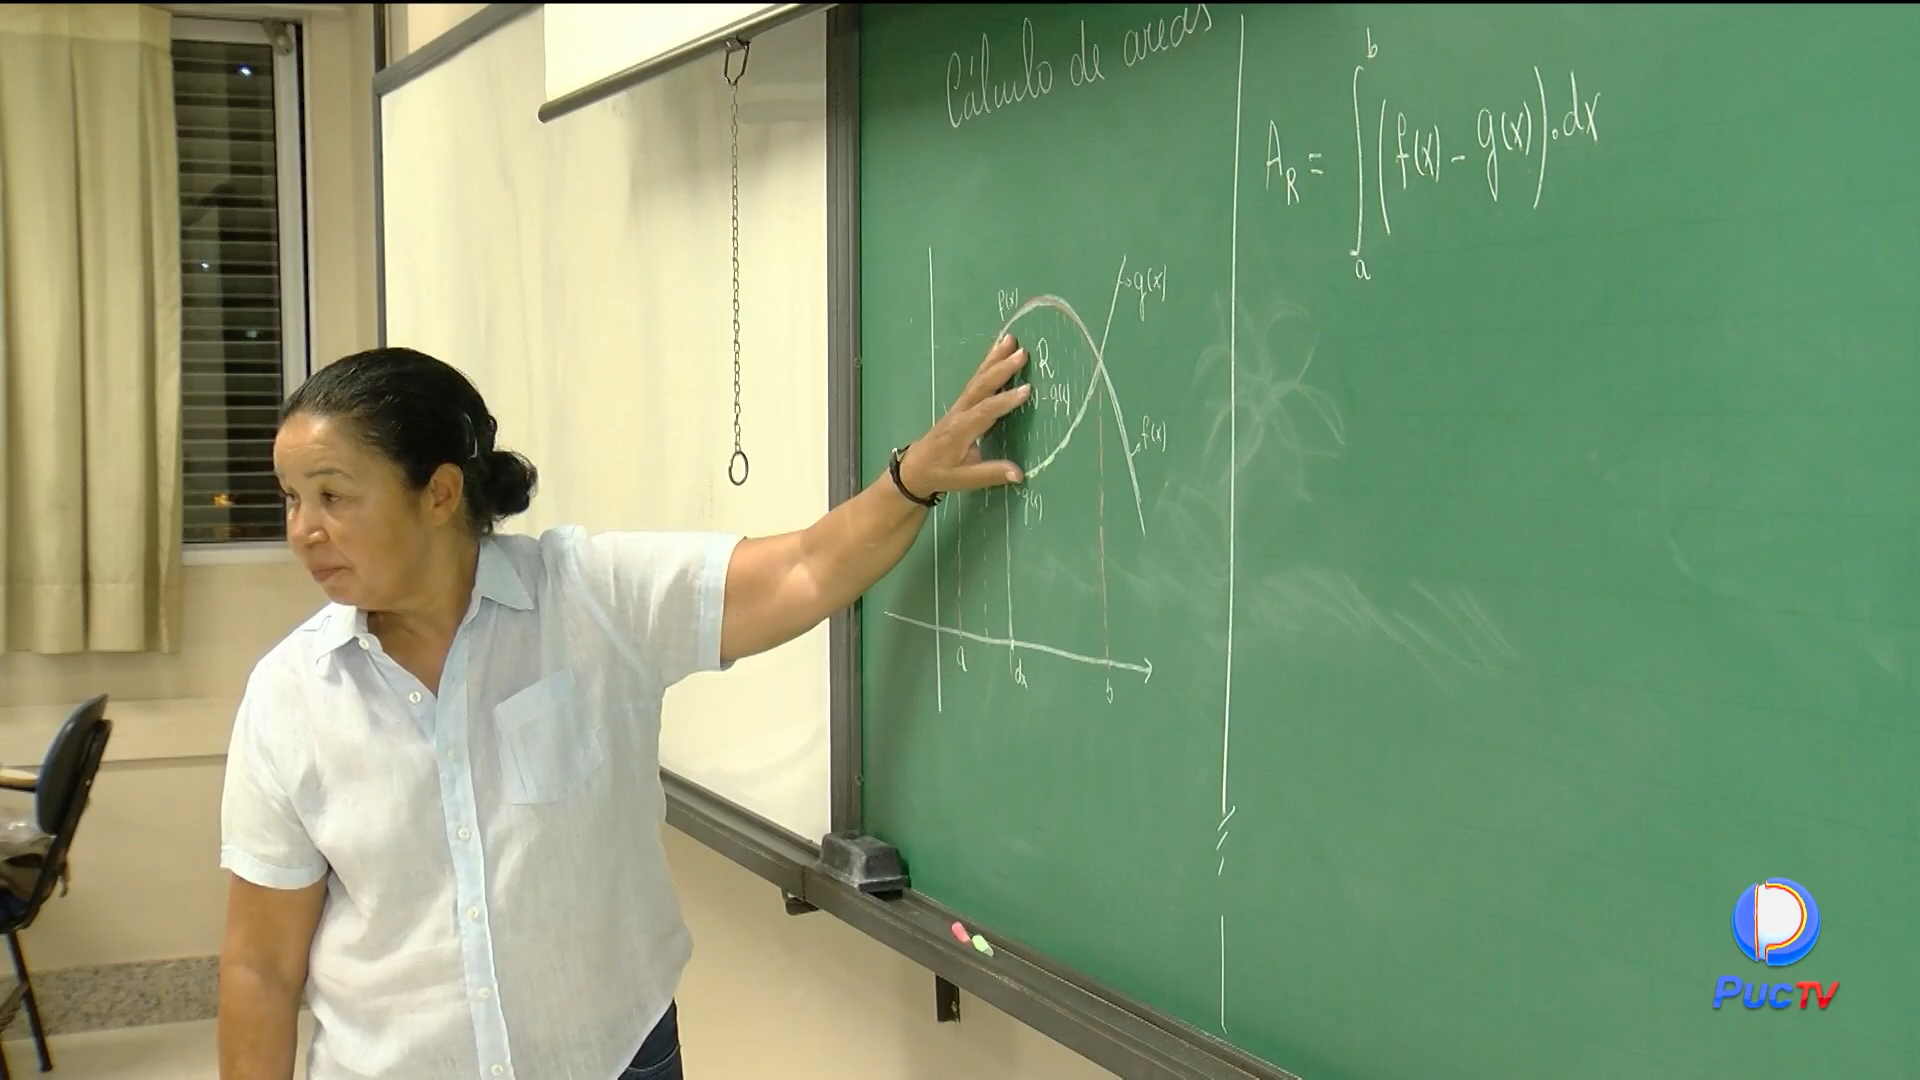 Cálculo de areas
A_R = ∫_a^b (f(x) - g(x)).dx
f(x)
g(x)
R
- g(x)
f(x)
g(x)
a
dx
b
PUCTV